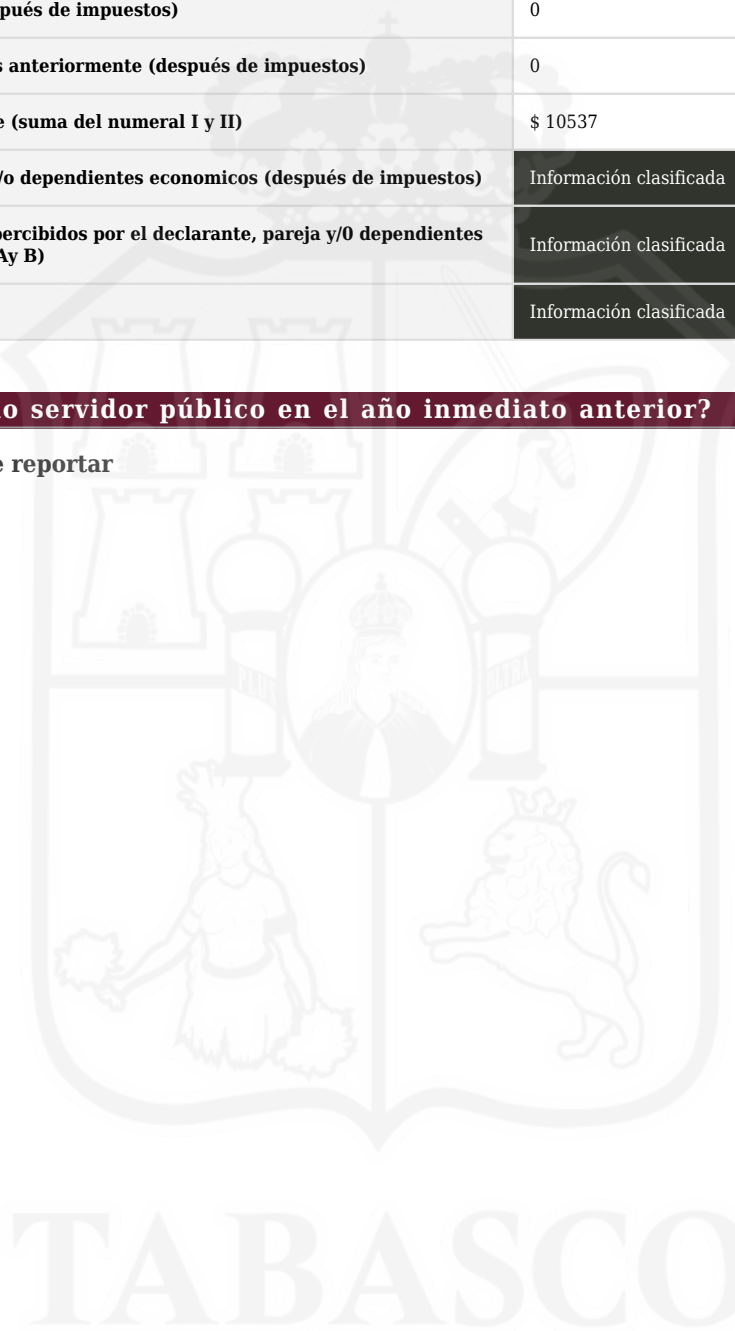 pués de impuestos)
0
s anteriormente (después de impuestos)
0
e (suma del numeral I y II)
$ 10537
/o dependientes economicos (después de impuestos)
Información clasificada
percibidos por el declarante, pareja y/0 dependientes
Ay B)
Información clasificada
Información clasificada
o servidor público en el año inmediato anterior?
e reportar
PLUS
ULTRA
TABASCO